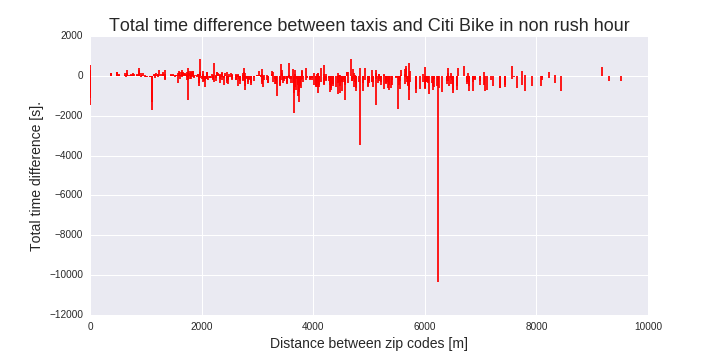 Total time difference between taxis and Citi Bike in non rush hour
2000
0
−2000
−4000
−6000
−8000
−10000
−12000
Total time difference [s].
0 2000 4000 6000 8000 10000
Distance between zip codes [m]